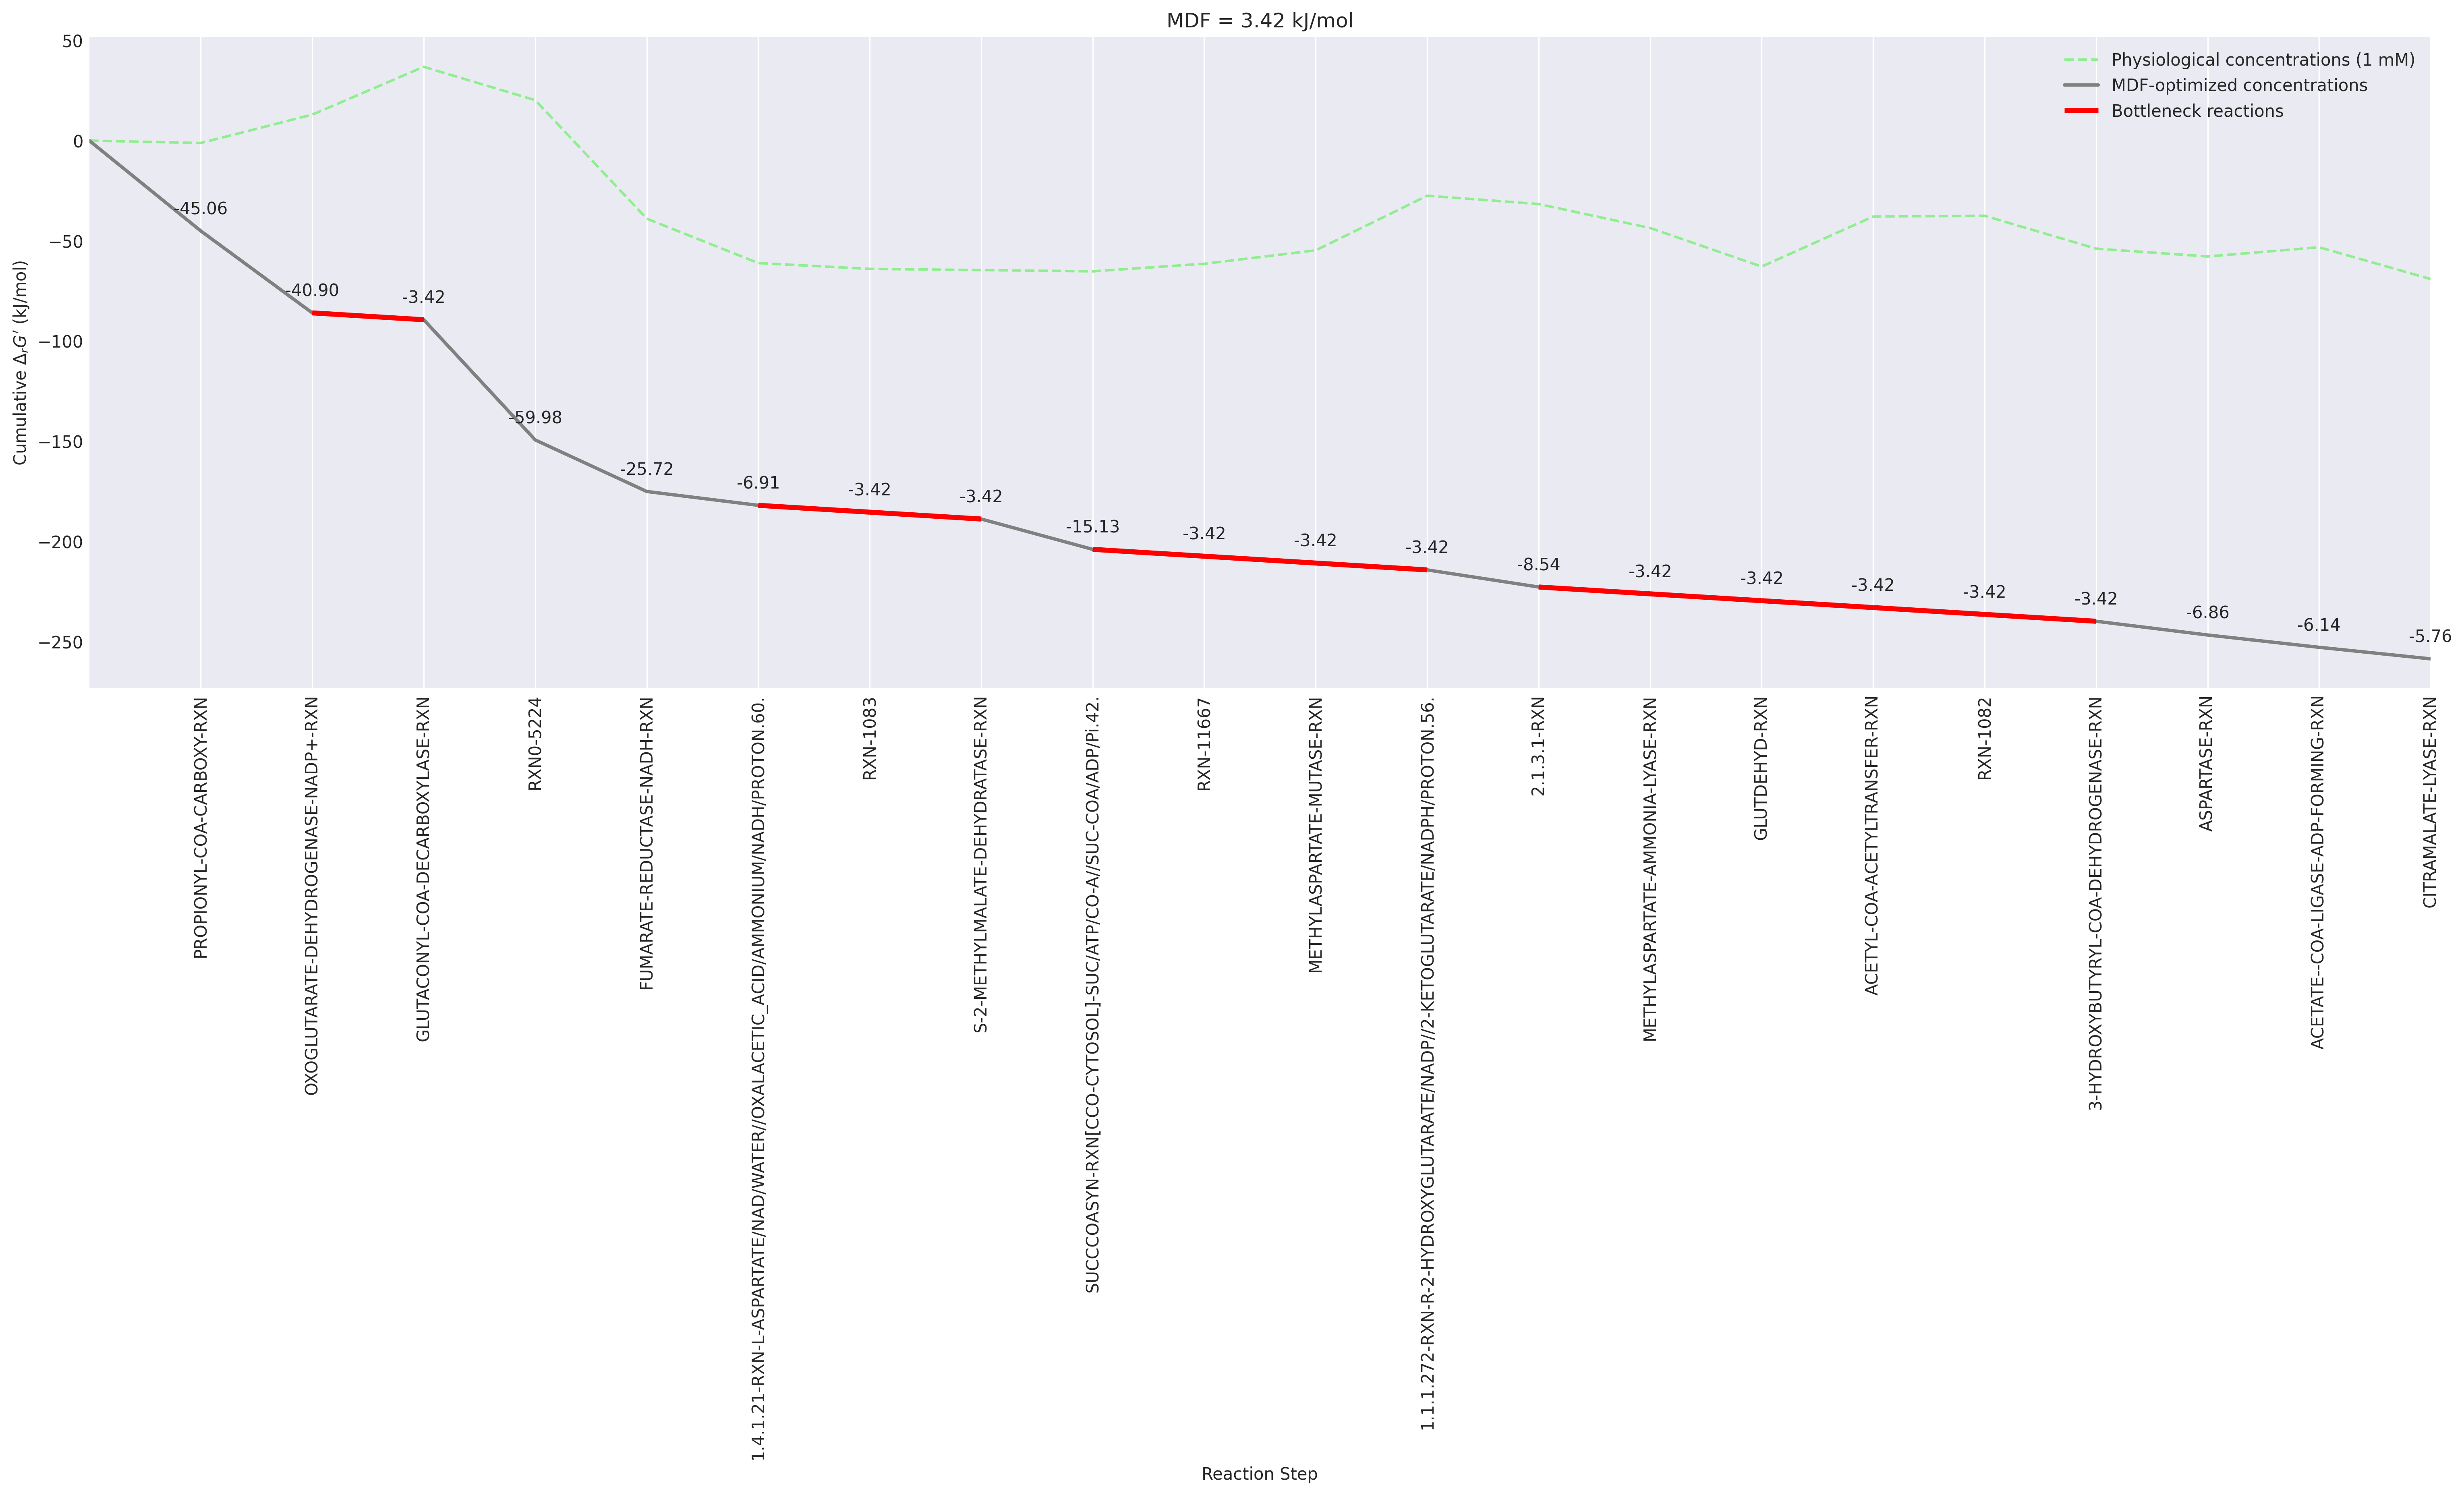 MDF = 3.42 kJ/mol
Physiological concentrations (1 mM)
MDF-optimized concentrations
Bottleneck reactions
Cumulative ΔrG′ (kJ/mol)
50
0
−50
−100
−150
−200
−250
-45.06
-40.90
-3.42
-59.98
-25.72
-6.91
-3.42
-3.42
-15.13
-3.42
-3.42
-3.42
-8.54
-3.42
-3.42
-3.42
-3.42
-3.42
-6.86
-6.14
-5.76
PROPIONYL-COA-CARBOXY-RXN
OXOGLUTARATE-DEHYDROGENASE-NADP+-RXN
GLUTACONYL-COA-DECARBOXYLASE-RXN
RXN0-5224
FUMARATE-REDUCTASE-NADH-RXN
1.4.1.21-RXN-L-ASPARTATE/NAD/WATER//OXALACETIC_ACID/AMMONIUM/NADH/PROTON.60.
RXN-1083
S-2-METHYLMALATE-DEHYDRATASE-RXN
SUCCCOASYN-RXN[CCO-CYTOSOL]-SUC/ATP/CO-A//SUC-COA/ADP/Pi.42.
RXN-11667
METHYLASPARTATE-MUTASE-RXN
1.1.1.272-RXN-R-2-HYDROXYGLUTARATE/NADP//2-KETOGLUTARATE/NADPH/PROTON.56.
2.1.3.1-RXN
METHYLASPARTATE-AMMONIA-LYASE-RXN
GLUTDEHYD-RXN
ACETYL-COA-ACETYLTRANSFER-RXN
RXN-1082
3-HYDROXYBUTYRYL-COA-DEHYDROGENASE-RXN
ASPARTASE-RXN
ACETATE--COA-LIGASE-ADP-FORMING-RXN
CITRAMALATE-LYASE-RXN
Reaction Step